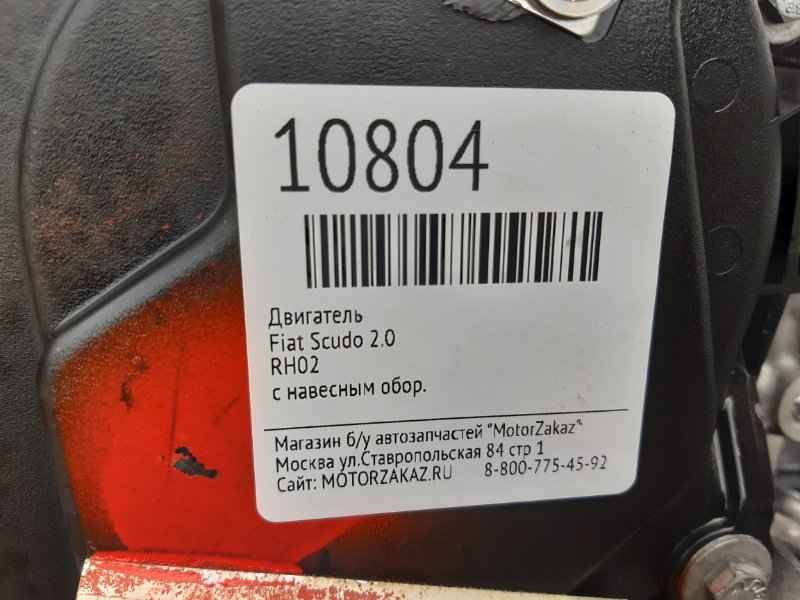 10804
Двигатель
Fiat Scudo 2.0
RH02
с навесным обор.
Магазин б/у автозапчастей "MotorZakaz"
Москва ул.Ставропольская 84 стр 1
Сайт: MOTORZAKAZ.RU 8-800-775-45-92